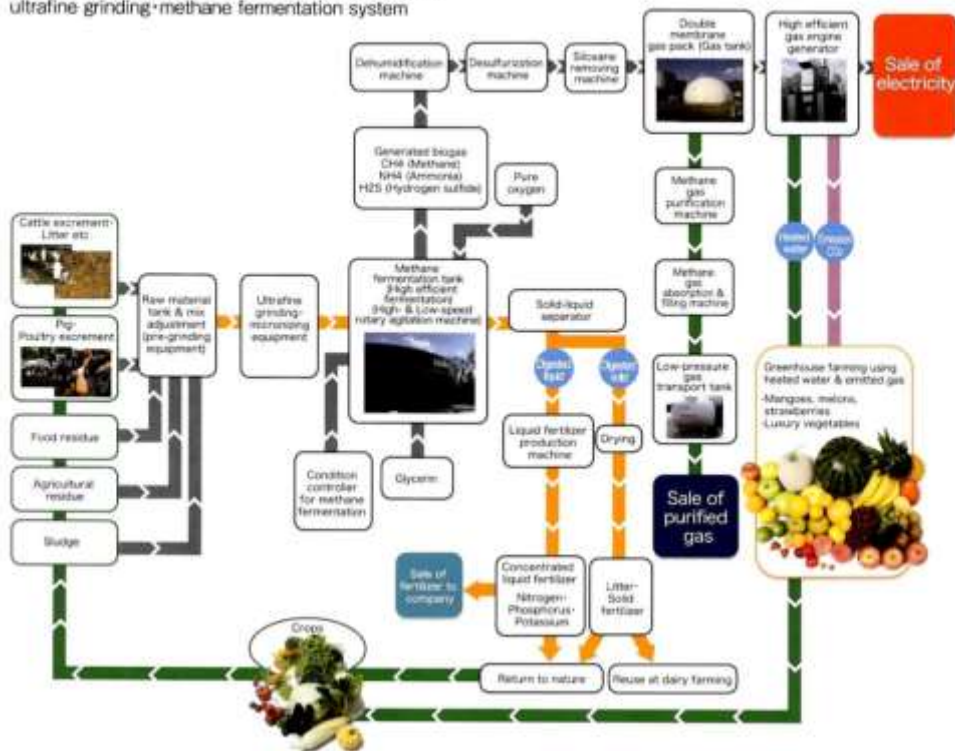 ultrafine grinding·methane fermentation system
Double
membrane
gas pack (Gas tank)
High efficient
gas engine
generator
Dehumidification
machine
Desulfurization
machine
Siloxane
removing
machine
Sale of
electricity
Generated biogas
CH4 (Methane)
NH4 (Ammonia)
H2S (Hydrogen sulfide)
Pure
oxygen
Methane
gas
purification
machine
Cattle excrement·
Litter etc
Heated
water
Emitted
CO2
Raw material
tank & mix
adjustment
(pre-grinding
equipment)
Ultrafine
grinding·
micronizing
equipment
Methane
fermentation tank
(High efficient
fermentation)
(High- & Low-speed
rotary agitation machine)
Solid-liquid
separator
Methane
gas
absorption &
filling machine
Pig·
Poultry excrement
Digested
liquid
Digested
solid
Low-pressure
gas
transport tank
Greenhouse farming using
heated water & emitted gas
·Mangoes, melons,
strawberries
·Luxury vegetables
Food residue
Liquid fertilizer
production
machine
Drying
Agricultural
residue
Condition
controller
for methane
fermentation
Glycerin
Sale of
purified
gas
Sludge
Sale of
fertilizer to
company
Concentrated
liquid fertilizer
Nitrogen·
Phosphorus·
Potassium
Litter·
Solid
fertilizer
Crops
Return to nature
Reuse at dairy farming